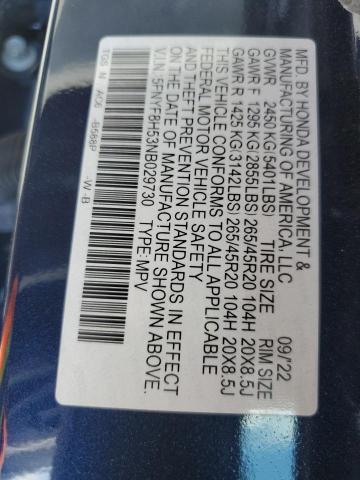 MFD. BY HONDA DEVELOPMENT &
MANUFACTURING OF AMERICA, LLC 09/'22
GVWR 2450 KG(5401LBS) TIRE SIZE RIM SIZE
GAWR F 1295 KG(2855LBS) 265/45R20 104H 20X8.5J
GAWR R 1425 KG(3142LBS) 265/45R20 104H 20X8.5J
THIS VEHICLE CONFORMS TO ALL APPLICABLE
FEDERAL MOTOR VEHICLE SAFETY
AND THEFT PREVENTION STANDARDS IN EFFECT
ON THE DATE OF MANUFACTURE SHOWN ABOVE.
V.I.N. 5FNYF8H53NB029730 TYPE: MPV
TGS N A06 -B568P -W-B